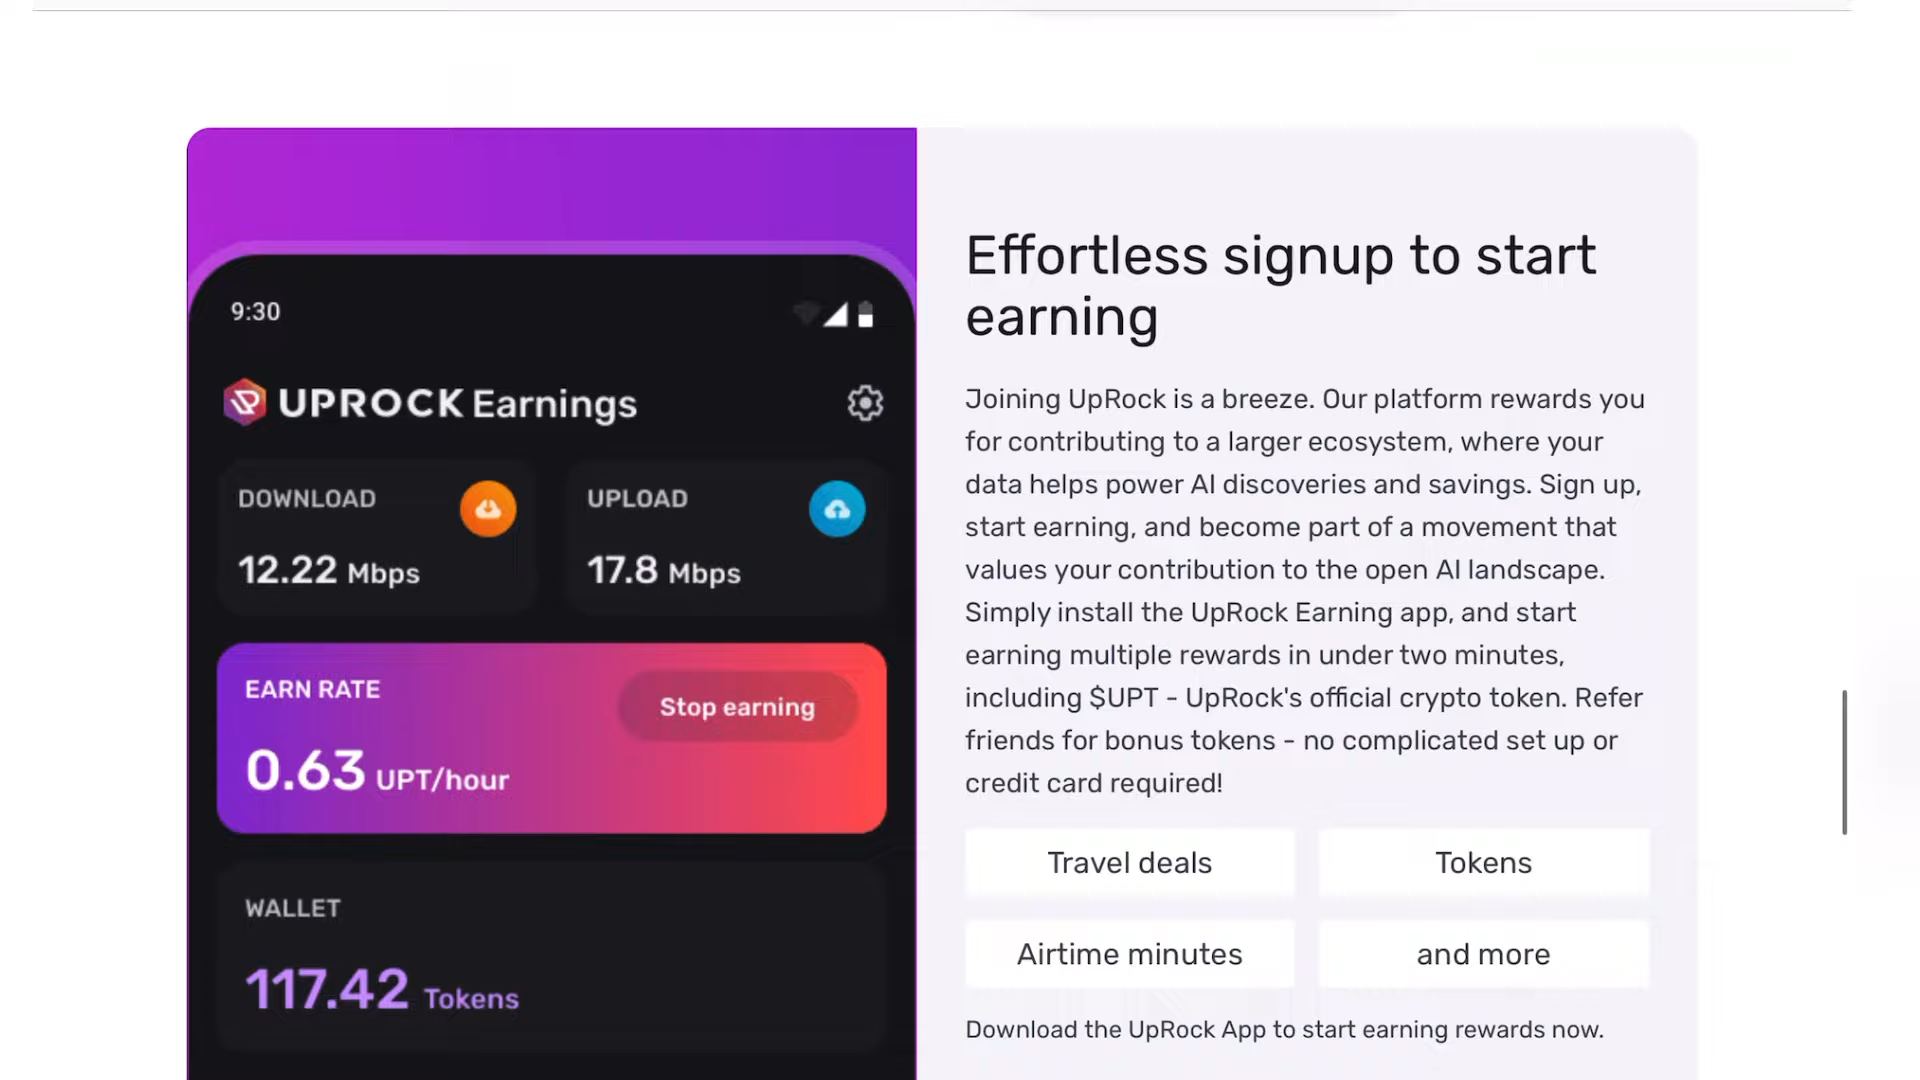 9:30
UPROCK Earnings
DOWNLOAD
12.22 Mbps
UPLOAD
17.8 Mbps
EARN RATE
Stop earning
0.63 UPT/hour
WALLET
117.42 Tokens
Effortless signup to start
earning
Joining UpRock is a breeze. Our platform rewards you
for contributing to a larger ecosystem, where your
data helps power AI discoveries and savings. Sign up,
start earning, and become part of a movement that
values your contribution to the open AI landscape.
Simply install the UpRock Earning app, and start
earning multiple rewards in under two minutes,
including $UPT - UpRock's official crypto token. Refer
friends for bonus tokens - no complicated set up or
credit card required!
Travel deals
Tokens
Airtime minutes
and more
Download the UpRock App to start earning rewards now.